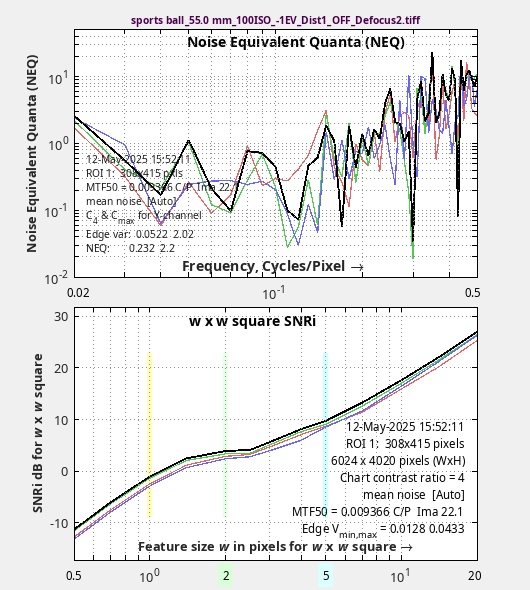 sports ball_55.0 mm_100ISO_-1EV_Dist1_OFF_Defocus2.tiff
Noise Equivalent Quanta (NEQ)
Noise Equivalent Quanta (NEQ)
10^1
10^0
10^-1
10^-2
12-May-2025 15:52:11
ROI 1: 308x415 pxls
MTF50 = 0.009366 C/P Ima 22.1
mean noise [Auto]
C_4 & C_max for Y-channel
Edge var: 0.0522 2.02
NEQ: 0.232 2.2
Frequency, Cycles/Pixel →
0.02 10^-1 0.5
w x w square SNRi
SNRi dB for w x w square
30
20
10
0
-10
12-May-2025 15:52:11
ROI 1: 308x415 pixels
6024 x 4020 pixels (WxH)
Chart contrast ratio = 4
mean noise [Auto]
MTF50 = 0.009366 C/P Ima 22.1
Edge V_min,max = 0.0128 0.0433
Feature size w in pixels for w x w square →
0.5 10^0 2 5 10^1 20